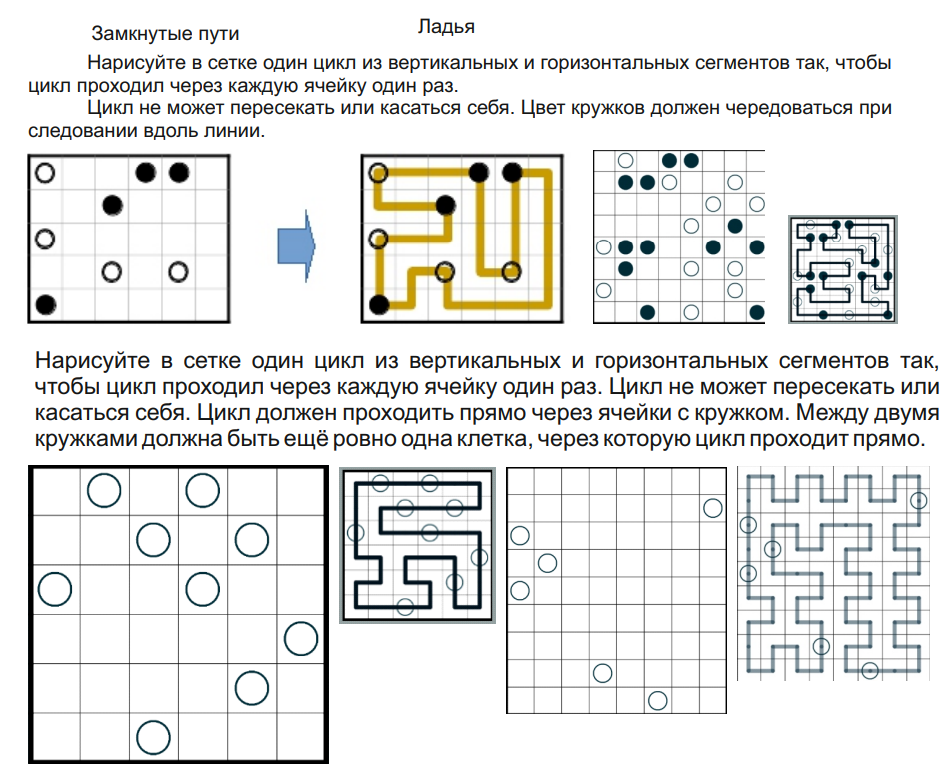 Замкнутые пути
Ладья
Нарисуйте в сетке один цикл из вертикальных и горизонтальных сегментов так, чтобы
цикл проходил через каждую ячейку один раз.
Цикл не может пересекать или касаться себя. Цвет кружков должен чередоваться при
следовании вдоль линии.
Нарисуйте в сетке один цикл из вертикальных и горизонтальных сегментов так,
чтобы цикл проходил через каждую ячейку один раз. Цикл не может пересекать или
касаться себя. Цикл должен проходить прямо через ячейки с кружком. Между двумя
кружками должна быть ещё ровно одна клетка, через которую цикл проходит прямо.